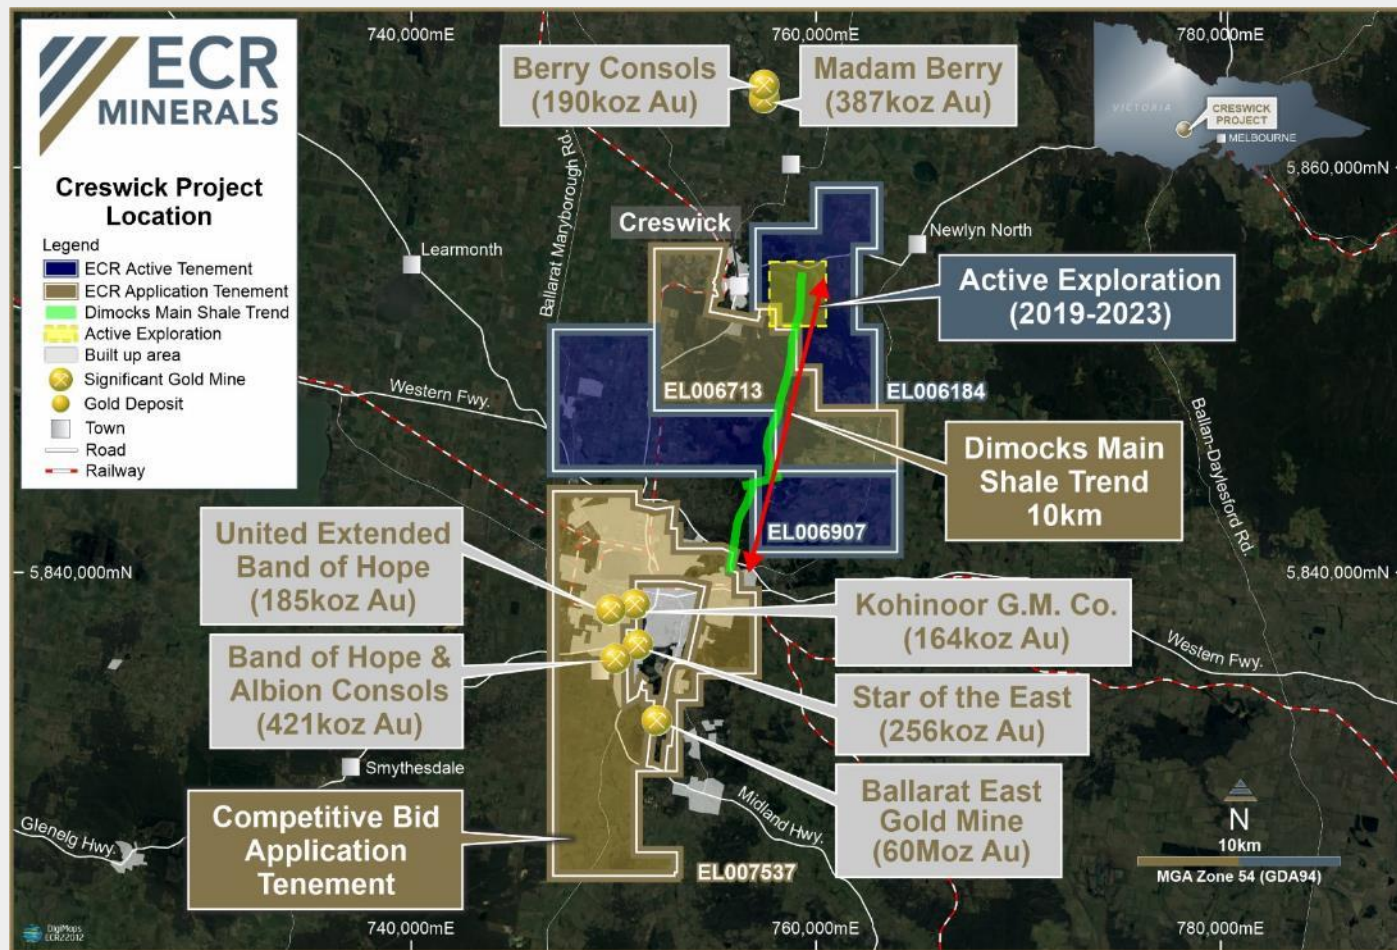 ECR
MINERALS
Creswick Project
Location
Legend
ECR Active Tenement
ECR Application Tenement
Dimocks Main Shale Trend
Active Exploration
Built up area
Significant Gold Mine
Gold Deposit
Town
Road
Railway
740,000mE
760,000mE
780,000mE
Berry Consols
(190koz Au)
Madam Berry
(387koz Au)
VICTORIA
CRESWICK
PROJECT
MELBOURNE
5,860,000mN
Ballarat Maryborough Rd.
Creswick
Learmonth
Newlyn North
Active Exploration
(2019-2023)
Western Fwy.
EL006713
EL006184
Ballan-Daylesford Rd.
Dimocks Main
Shale Trend
10km
EL006907
United Extended
Band of Hope
(185koz Au)
5,840,000mN
5,840,000mN
Kohinoor G.M. Co.
(164koz Au)
Western Fwy.
Band of Hope &
Albion Consols
(421koz Au)
Star of the East
(256koz Au)
Smythesdale
Ballarat East
Gold Mine
(60Moz Au)
Midland Hwy.
Competitive Bid
Application
Tenement
Glenelg Hwy.
EL007537
N
10km
MGA Zone 54 (GDA94)
DigiMaps
ECR22012
740,000mE
760,000mE
780,000mE